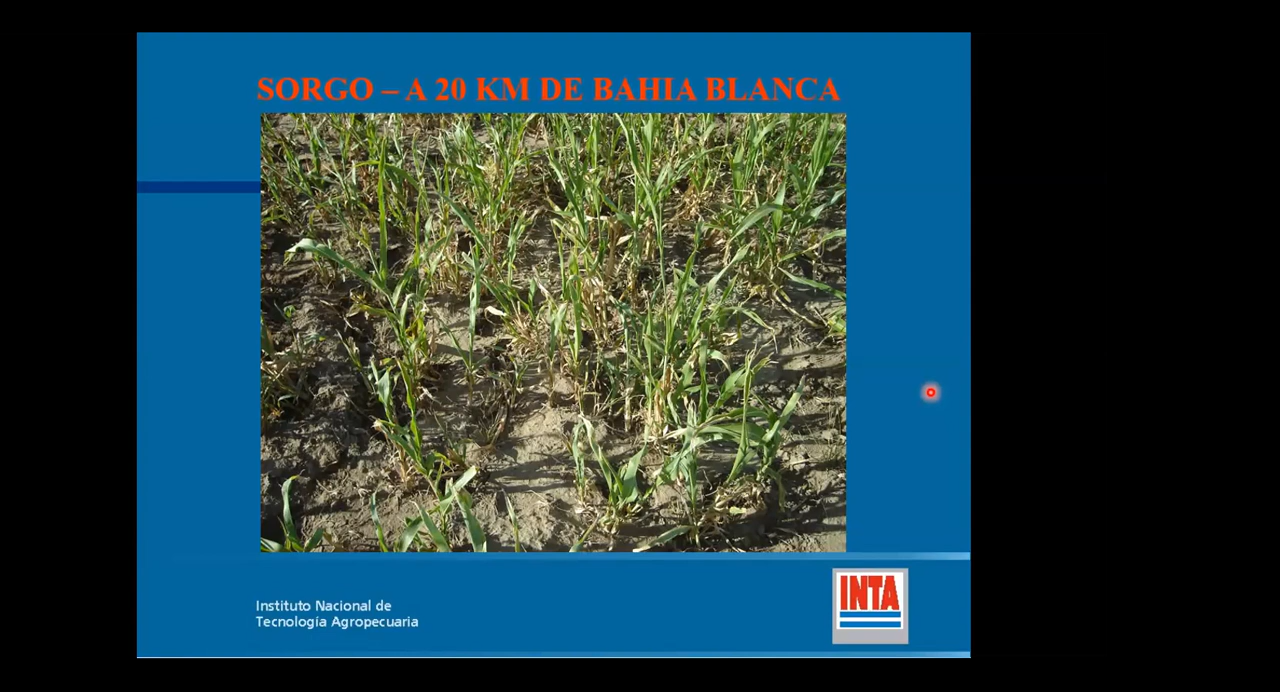 SORGO – A 20 KM DE BAHIA BLANCA
Instituto Nacional de
Tecnología Agropecuaria
INTA